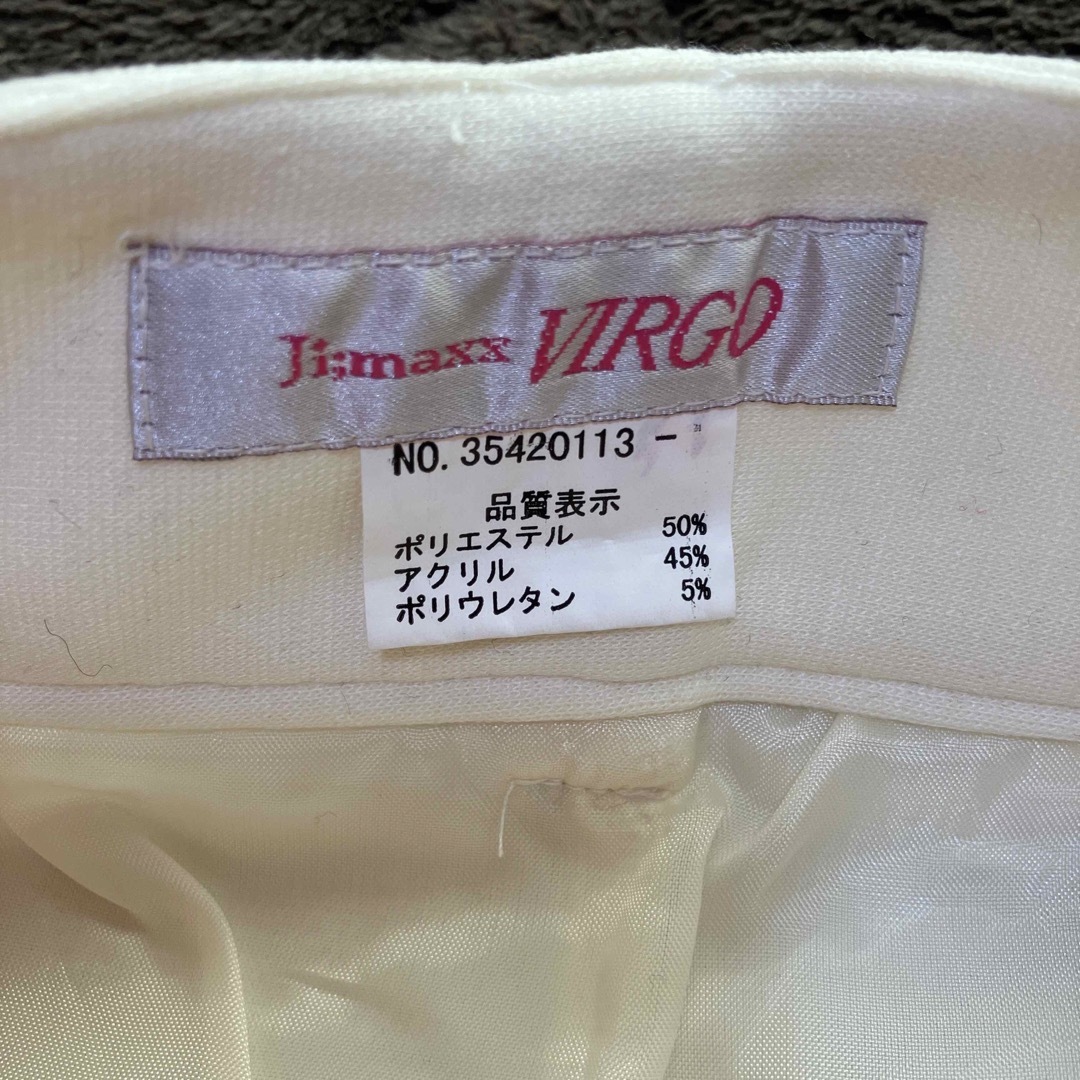 Ji;maxx VIRGO
NO. 35420113 -
品質表示
ポリエステル 50%
アクリル 45%
ポリウレタン 5%